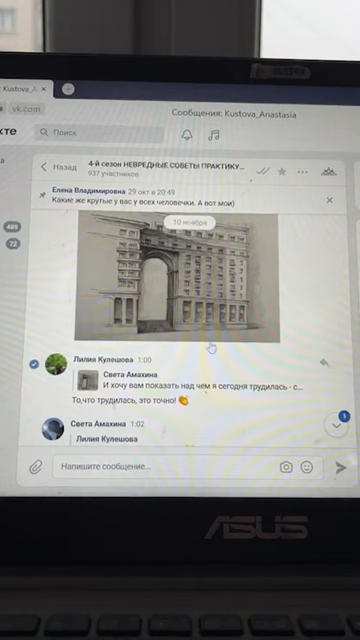 Kustova_A
vk.com
Сообщения: Kustova_Anastasia
кте
Поиск
Назад
4-й сезон НЕВРЕДНЫЕ СОВЕТЫ ПРАКТИКУ...
937 участников
Елена Владимировна 29 окт в 20:49
Какие же крутые у вас у всех человечки. А вот мои)
10 ноября
489
72
Лилия Кулешова 1:00
Света Амахина
И хочу вам показать над чем я сегодня трудилась - с...
То,что трудилась, это точно!
Света Амахина 1:02
1
Лилия Кулешова
Напишите сообщение...
ASUS